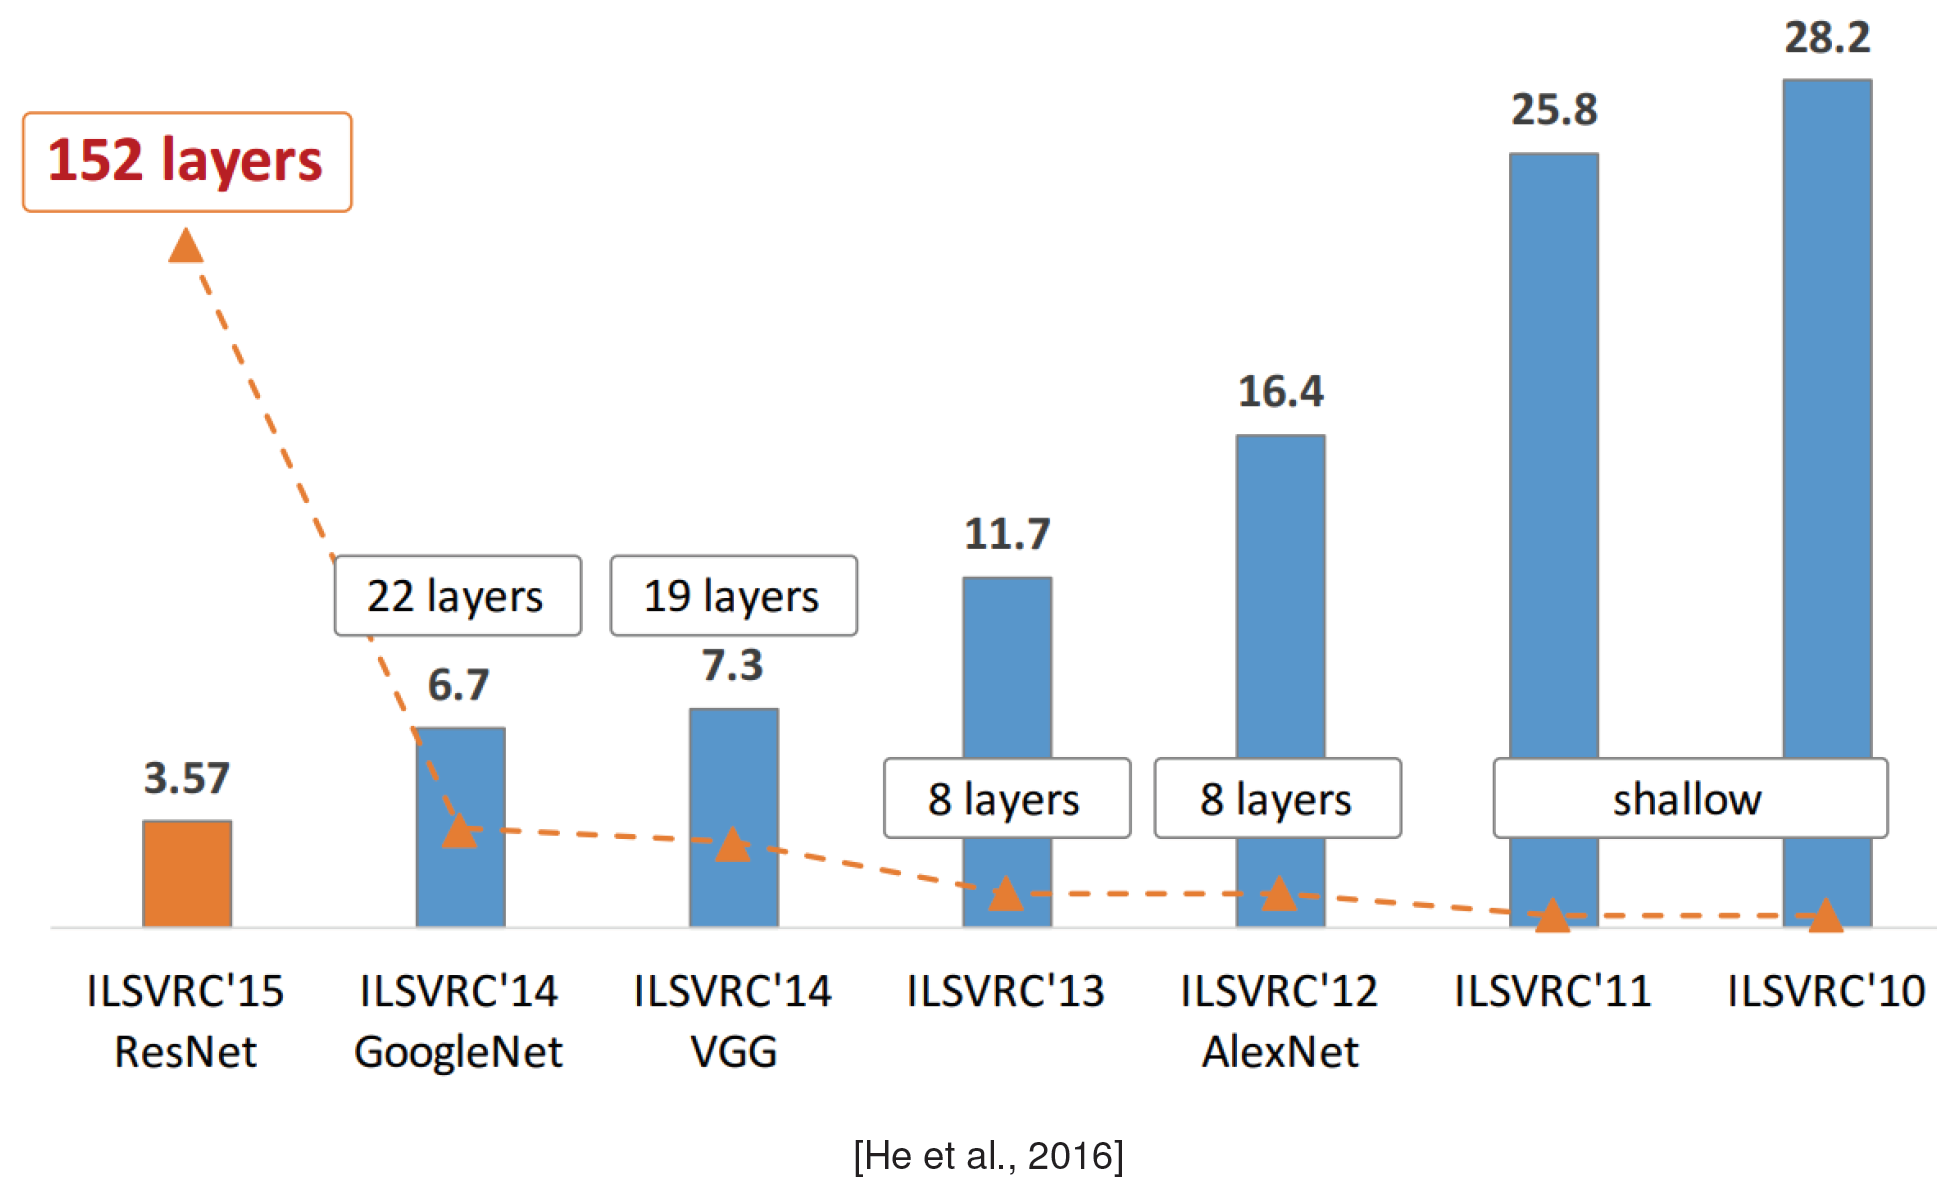 28.2
25.8
152 layers
16.4
11.7
22 layers
19 layers
7.3
6.7
3.57
8 layers
8 layers
shallow
ILSVRC'15
ResNet
ILSVRC'14
GoogleNet
ILSVRC'14
VGG
ILSVRC'13
ILSVRC'12
AlexNet
ILSVRC'11
ILSVRC'10
[He et al., 2016]